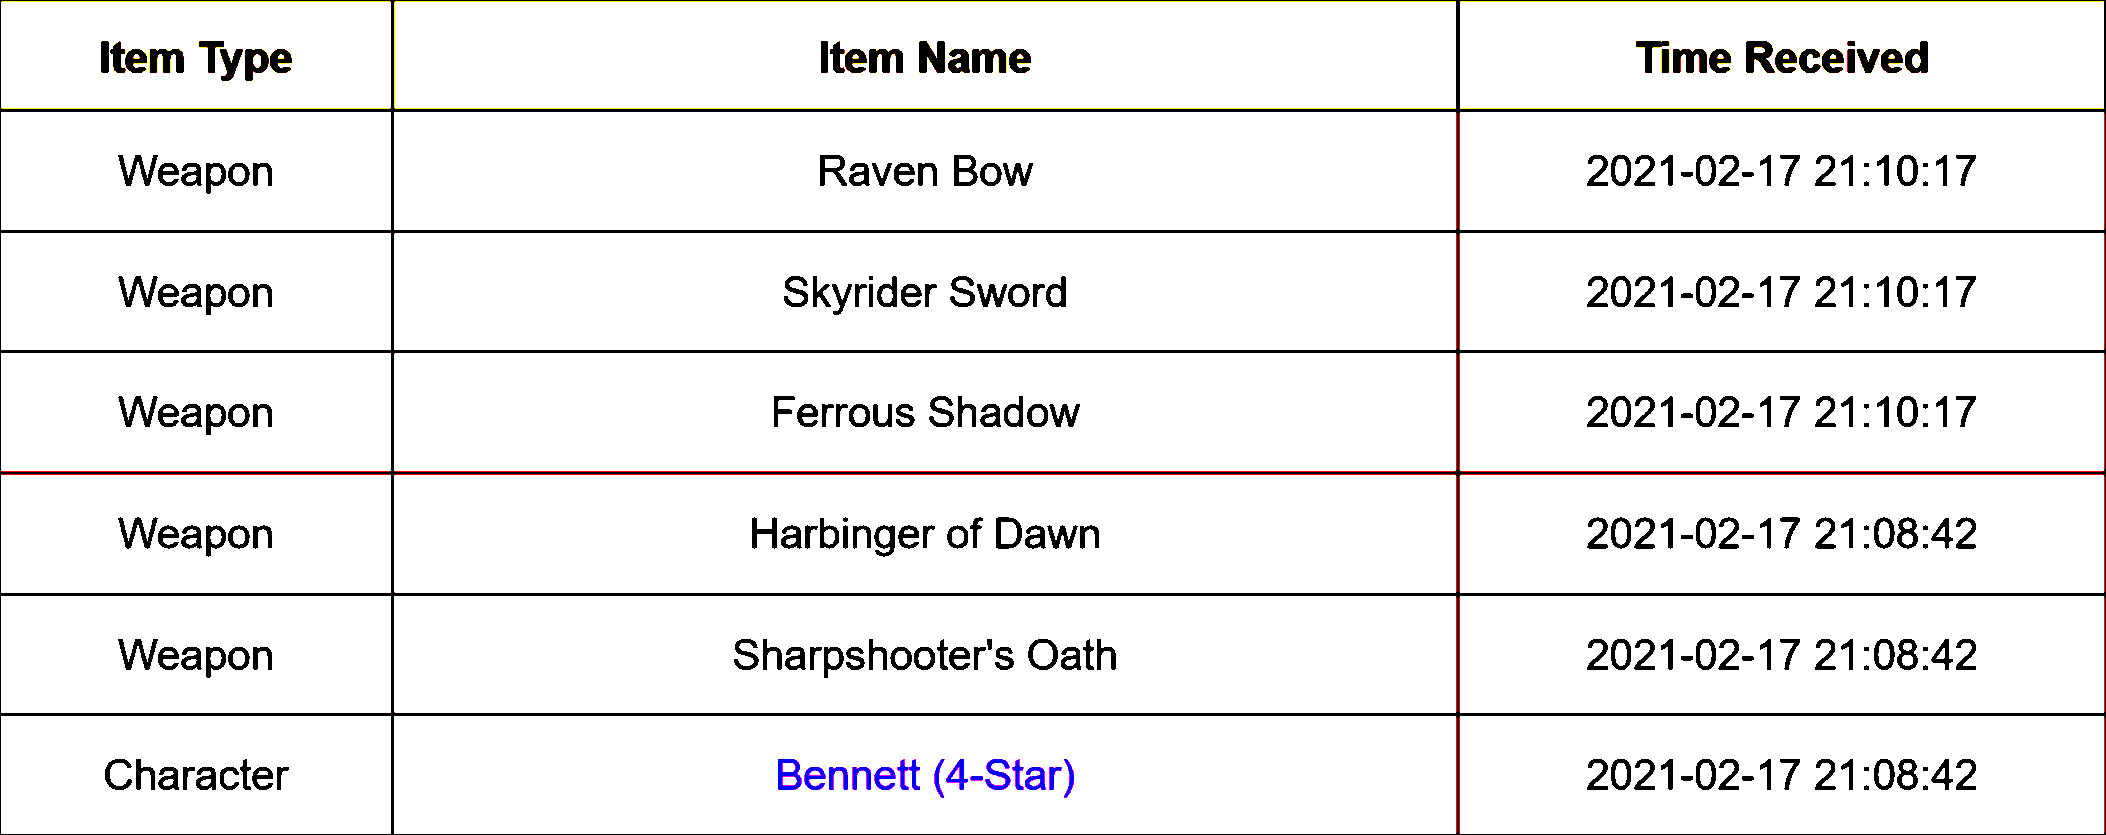 Item Type Item Name Time Received
Weapon Raven Bow 2021-02-17 21:10:17
Weapon Skyrider Sword 2021-02-17 21:10:17
Weapon Ferrous Shadow 2021-02-17 21:10:17
Weapon Harbinger of Dawn 2021-02-17 21:08:42
Weapon Sharpshooter's Oath 2021-02-17 21:08:42
Character Bennett (4-Star) 2021-02-17 21:08:42